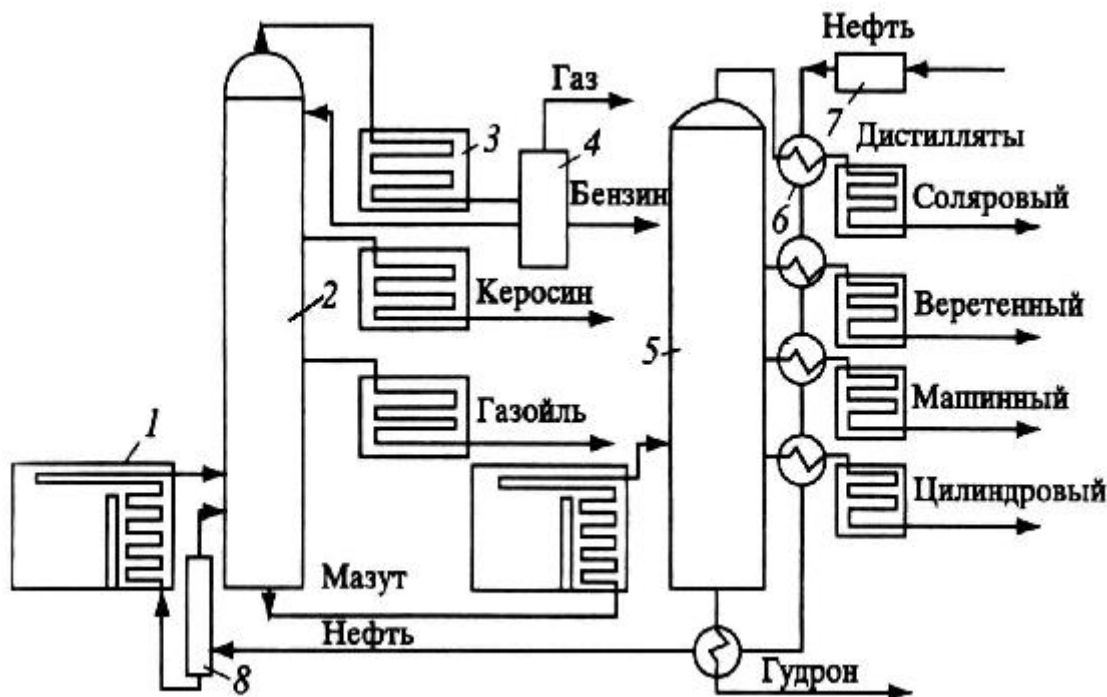 Нефть
7
Газ
3
4
Дистилляты
Бензин
6
Соляровый
2
Керосин
Веретенный
5
Газойль
Машинный
1
Цилиндровый
Мазут
Нефть
8
Гудрон